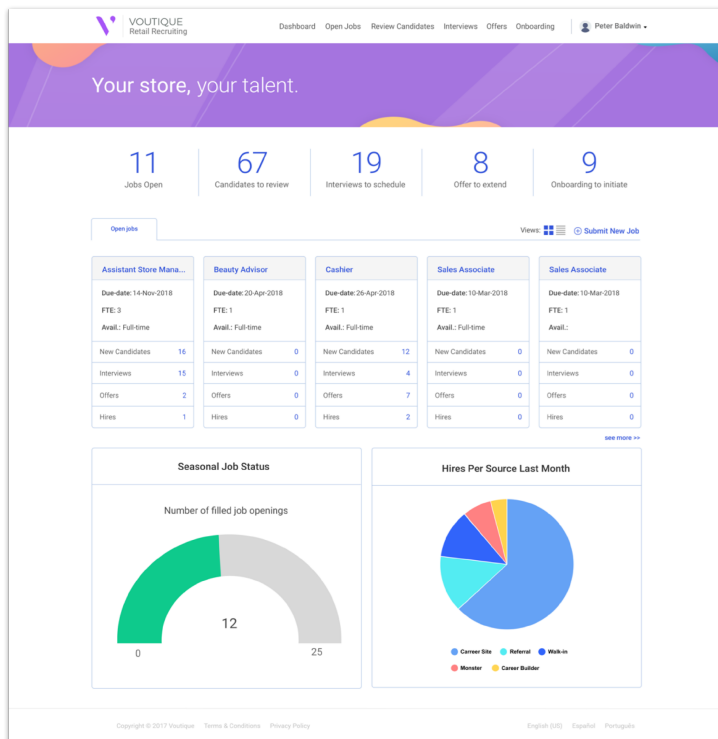 VOUTIQUE
Retail Recruiting
Dashboard Open Jobs Review Candidates Interviews Offers Onboarding Peter Baldwin
Your store, your talent.
11 67 19 8 9
Jobs Open Candidates to review Interviews to schedule Offer to extend Onboarding to initiate
Open jobs Views: Submit New Job
Assistant Store Mana... Beauty Advisor Cashier Sales Associate Sales Associate
Due-date: 14-Nov-2018 Due-date: 20-Apr-2018 Due-date: 26-Apr-2018 Due-date: 10-Mar-2018 Due-date: 10-Mar-2018
FTE: 3 FTE: 1 FTE: 1 FTE: 1 FTE: 1
Avail.: Full-time Avail.: Full-time Avail.: Full-time Avail.: Full-time Avail.:
New Candidates 16 New Candidates 0 New Candidates 12 New Candidates 0 New Candidates 0
Interviews 15 Interviews 0 Interviews 4 Interviews 0 Interviews 0
Offers 2 Offers 0 Offers 7 Offers 0 Offers 0
Hires 1 Hires 0 Hires 2 Hires 0 Hires 0
see more >>
Seasonal Job Status
Number of filled job openings
12
0 25
Hires Per Source Last Month
Carreer Site Referral Walk-in
Monster Career Builder
Copyright © 2017 Voutique Terms & Conditions Privacy Policy English (US) Español Português